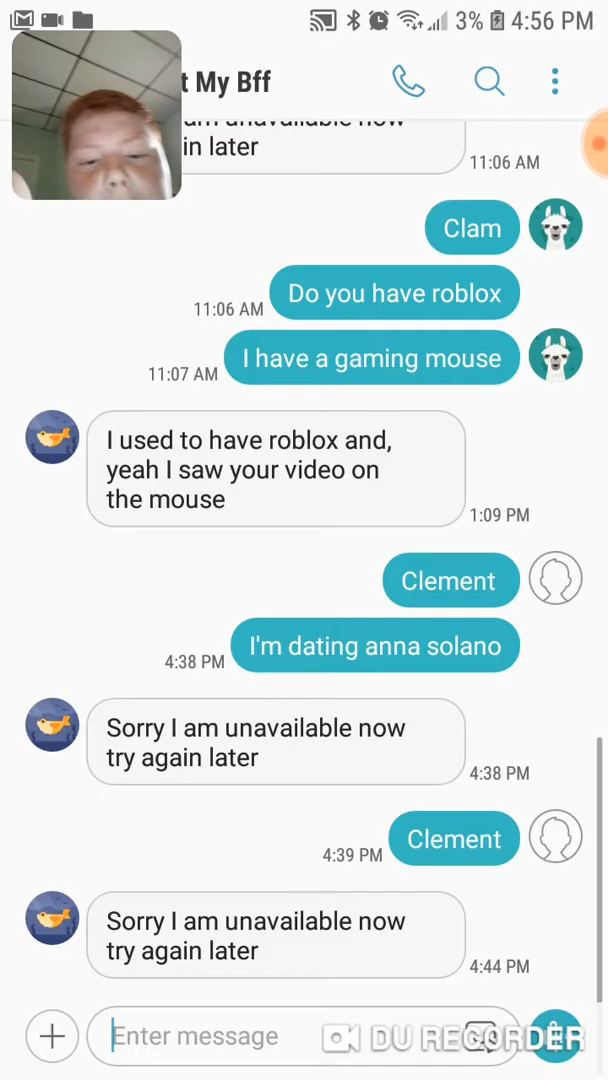 3% 4:56 PM
t My Bff
am unavailable now
in later
11:06 AM
Clam
Do you have roblox
11:06 AM
I have a gaming mouse
11:07 AM
I used to have roblox and,
yeah I saw your video on
the mouse
1:09 PM
Clement
I'm dating anna solano
4:38 PM
Sorry I am unavailable now
try again later
4:38 PM
Clement
4:39 PM
Sorry I am unavailable now
try again later
4:44 PM
Enter message
DU RECORDER